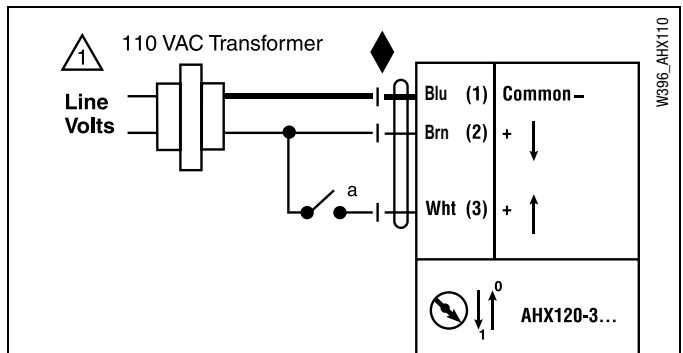 1 110 VAC Transformer
Line
Volts
Blu (1) Common –
Brn (2) + ↓
a
Wht (3) + ↑
0
1
AHX120-3...
W396_AHX110